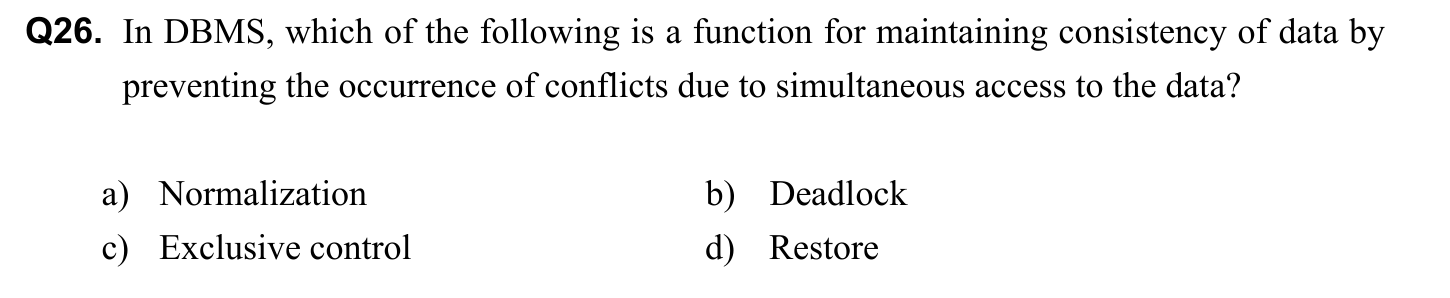 Q26. In DBMS, which of the following is a function for maintaining consistency of data by
preventing the occurrence of conflicts due to simultaneous access to the data?
a) Normalization b) Deadlock
c) Exclusive control d) Restore